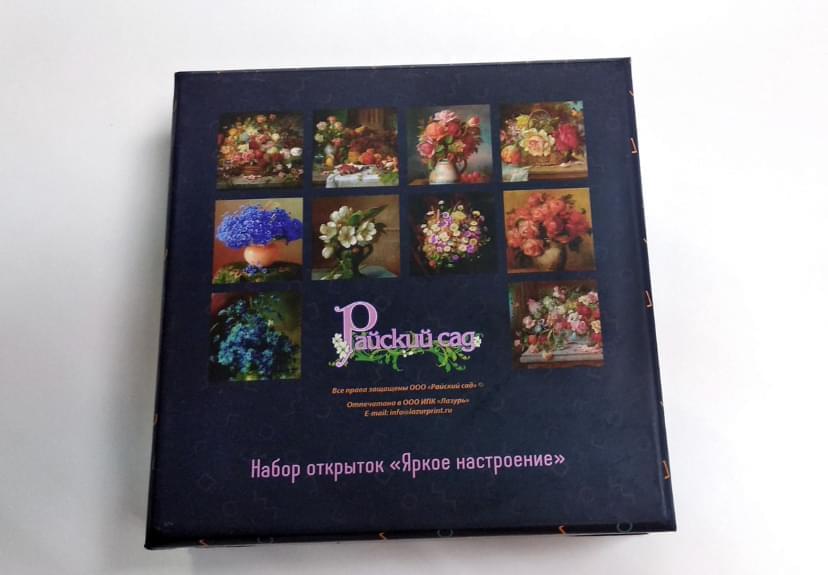 Райский сад
Все права защищены ООО «Райский сад» ©
Отпечатано в ООО ИПК «Лазурь»
E-mail: info@lazurprint.ru
Набор открыток «Яркое настроение»